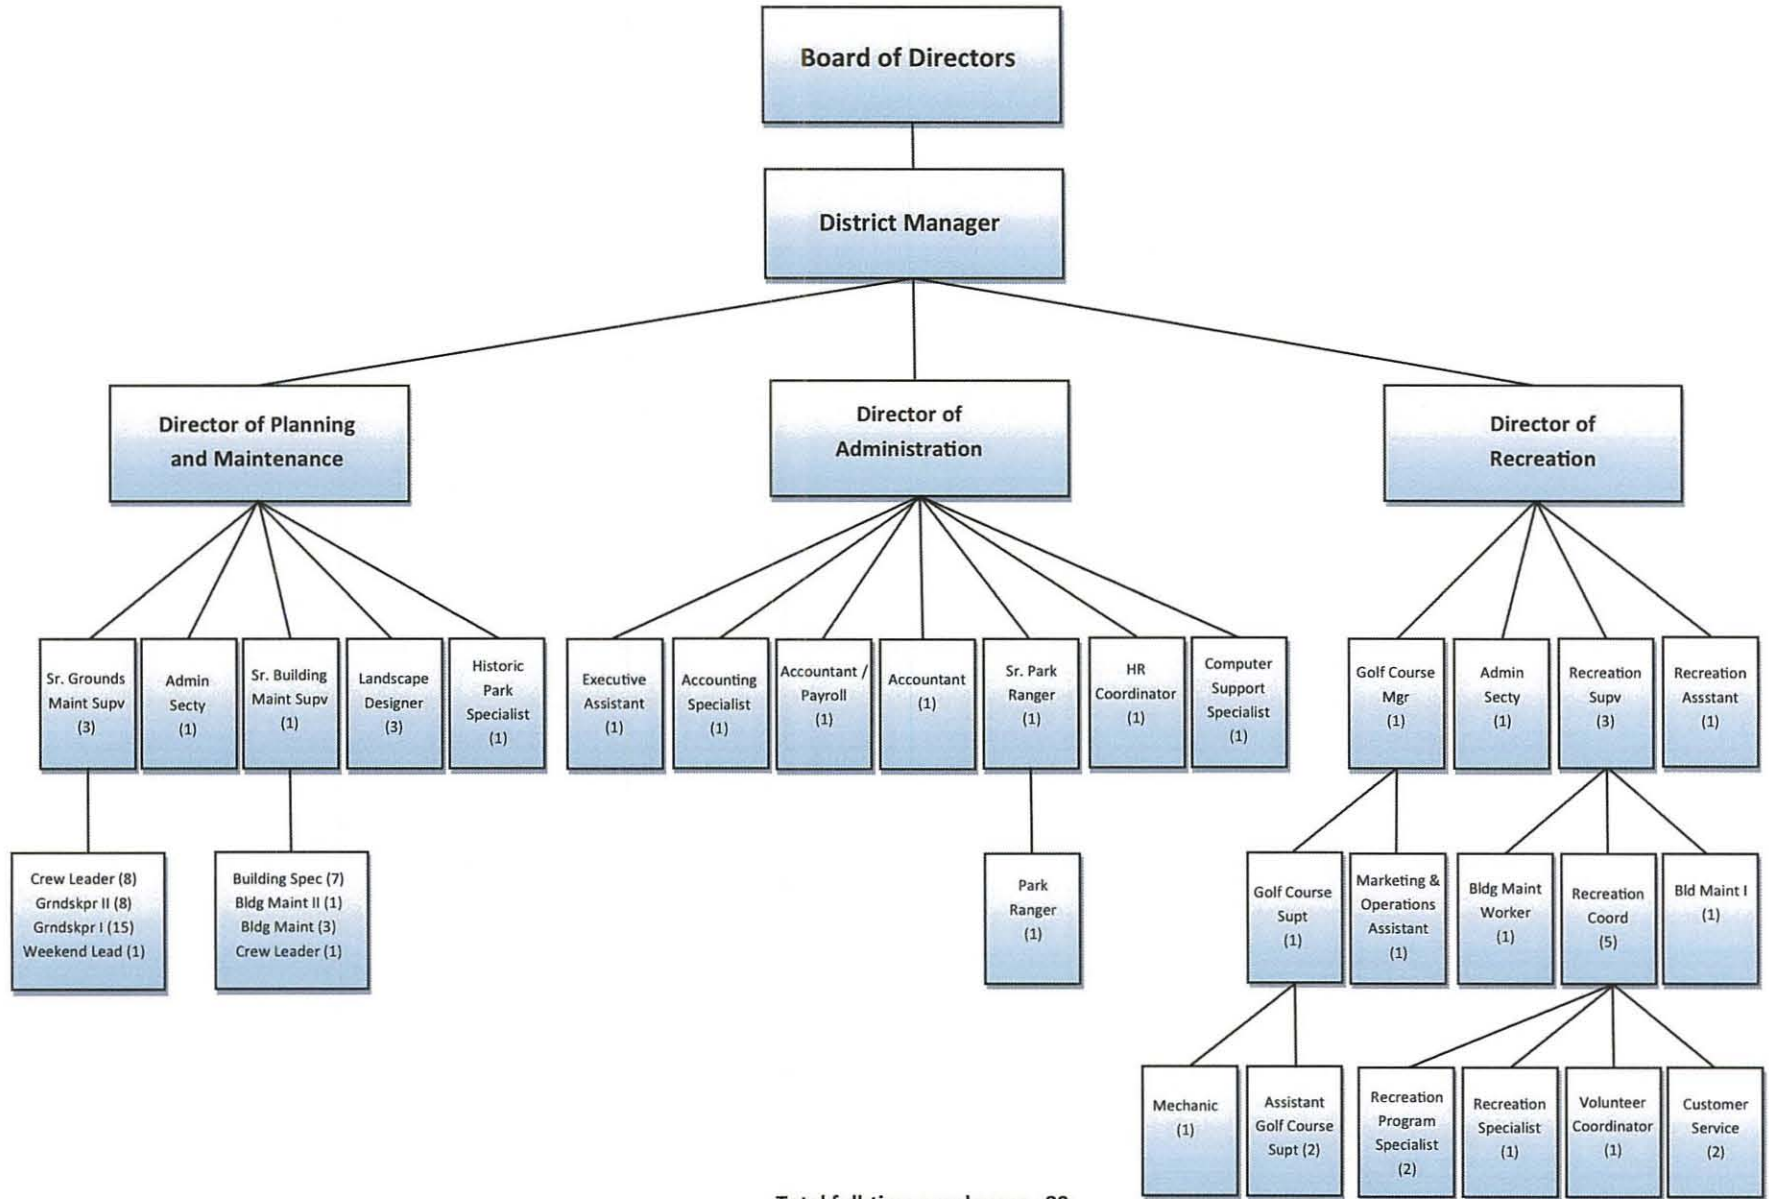 Board of Directors
District Manager
Director of Planning
and Maintenance
Director of
Administration
Director of
Recreation
Sr. Grounds
Maint Supv
(3)
Admin
Secty
(1)
Sr. Building
Maint Supv
(1)
Landscape
Designer
(3)
Historic
Park
Specialist
(1)
Executive
Assistant
(1)
Accounting
Specialist
(1)
Accountant /
Payroll
(1)
Accountant
(1)
Sr. Park
Ranger
(1)
HR
Coordinator
(1)
Computer
Support
Specialist
(1)
Golf Course
Mgr
(1)
Admin
Secty
(1)
Recreation
Supv
(3)
Recreation
Assstant
(1)
Crew Leader (8)
Grndskpr II (8)
Grndskpr I (15)
Weekend Lead (1)
Building Spec (7)
Bldg Maint II (1)
Bldg Maint (3)
Crew Leader (1)
Park
Ranger
(1)
Golf Course
Supt
(1)
Marketing &
Operations
Assistant
(1)
Bldg Maint
Worker
(1)
Recreation
Coord
(5)
Bld Maint I
(1)
Mechanic
(1)
Assistant
Golf Course
Supt (2)
Recreation
Program
Specialist
(2)
Recreation
Specialist
(1)
Volunteer
Coordinator
(1)
Customer
Service
(2)